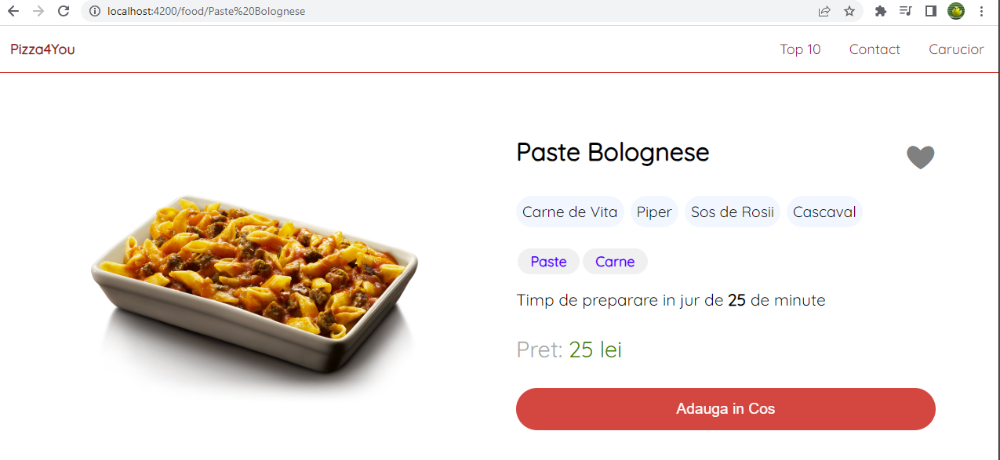 localhost:4200/food/Paste%20Bolognese
Pizza4You Top 10 Contact Carucior
Paste Bolognese
Carne de Vita Piper Sos de Rosii Cascaval
Paste Carne
Timp de preparare in jur de 25 de minute
Pret: 25 lei
Adauga in Cos